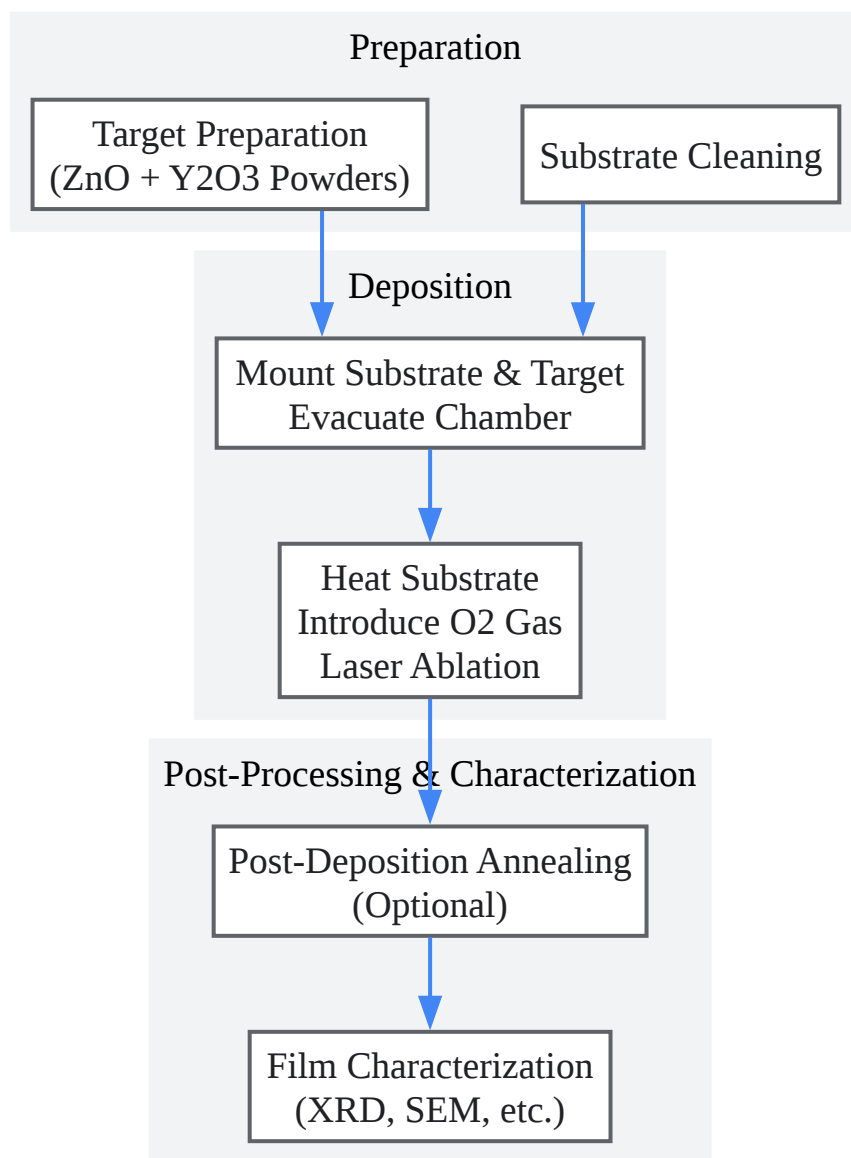 Preparation
Target Preparation
(ZnO + Y2O3 Powders)
Substrate Cleaning
Deposition
Mount Substrate & Target
Evacuate Chamber
Heat Substrate
Introduce O2 Gas
Laser Ablation
Post-Processing & Characterization
Post-Deposition Annealing
(Optional)
Film Characterization
(XRD, SEM, etc.)